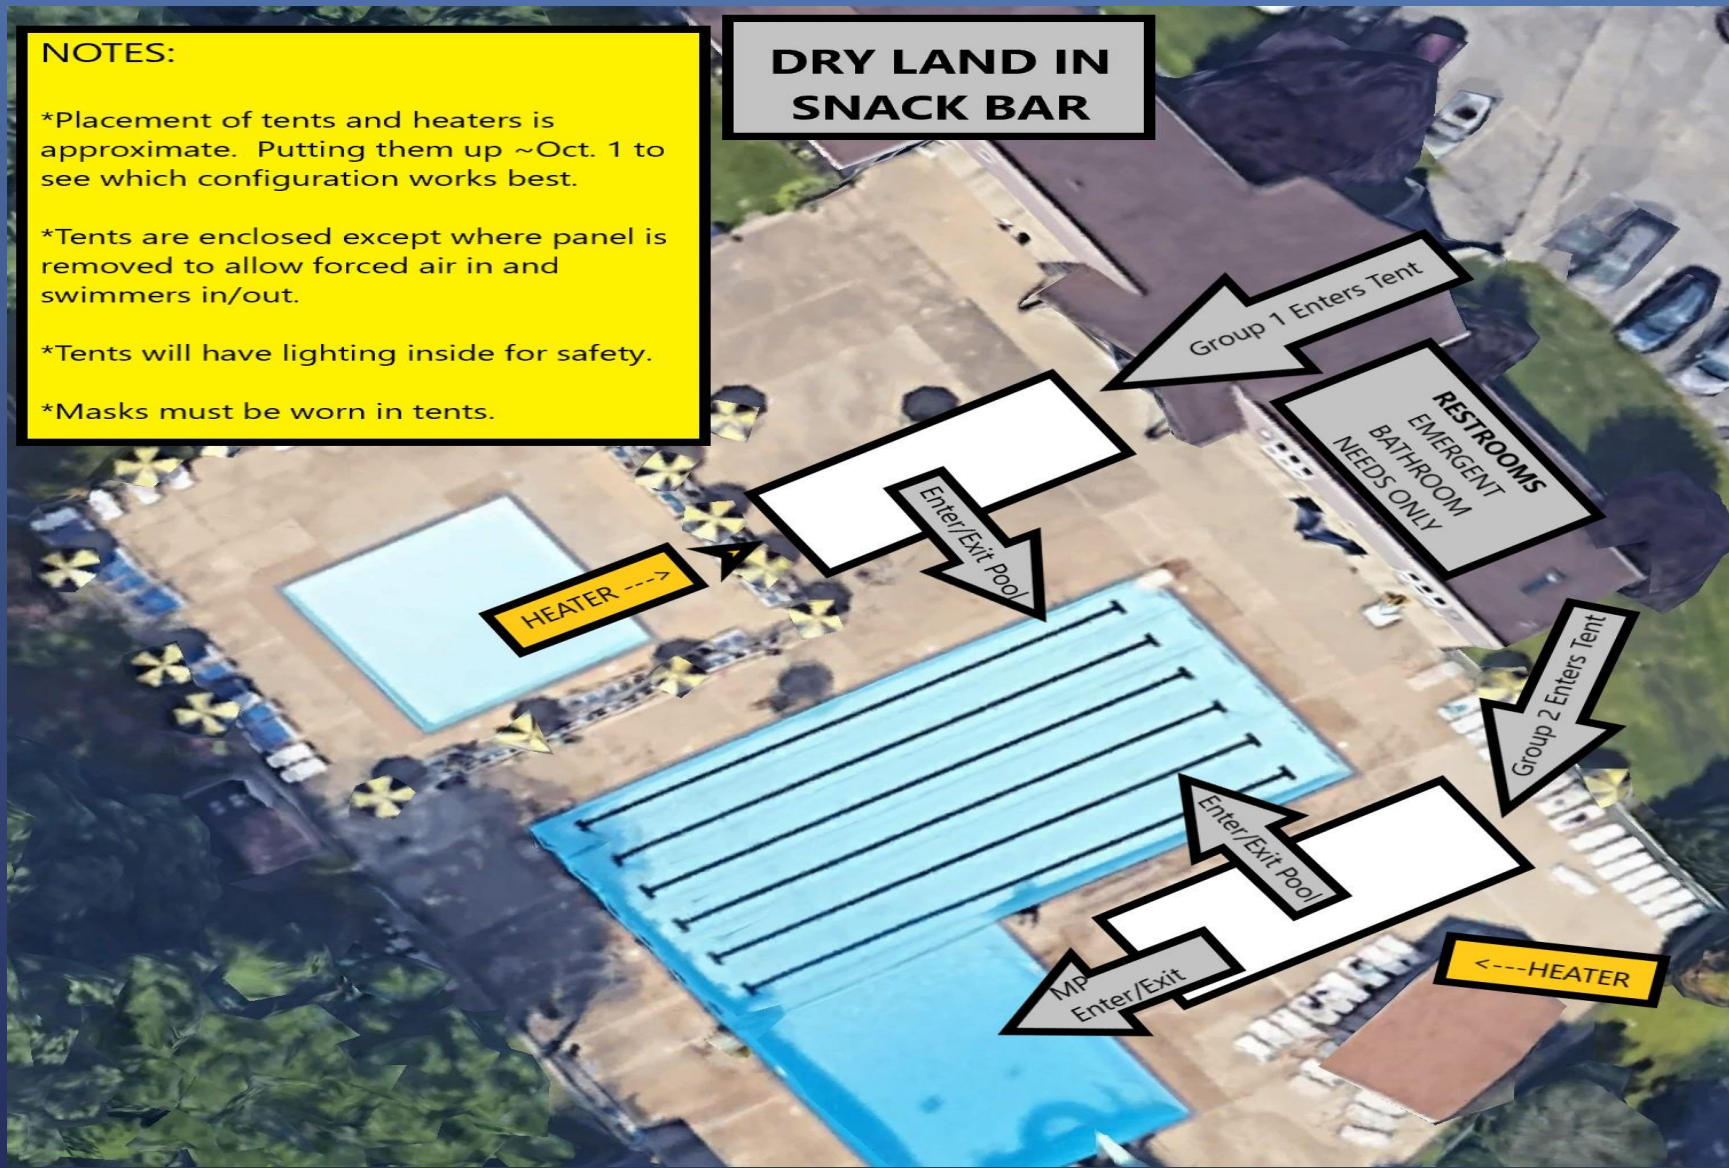 NOTES:
*Placement of tents and heaters is
approximate.  Putting them up ~Oct. 1 to
see which configuration works best.
*Tents are enclosed except where panel is
removed to allow forced air in and
swimmers in/out.
*Tents will have lighting inside for safety.
*Masks must be worn in tents.
DRY LAND IN
SNACK BAR
Group 1 Enters Tent
RESTROOMS
EMERGENT
BATHROOM
NEEDS ONLY
Enter/Exit Pool
HEATER --->
Group 2 Enters Tent
Enter/Exit Pool
MP
Enter/Exit
<---HEATER